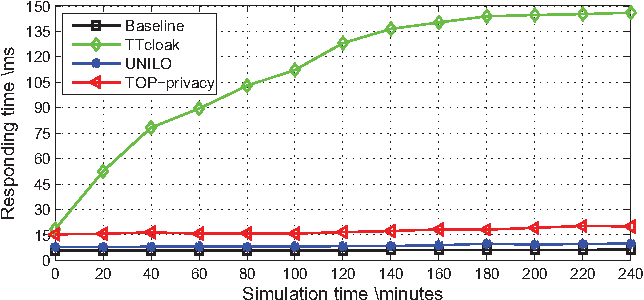 Baseline
TTcloak
UNILO
TOP-privacy
Responding time \ms
150
135
120
105
90
75
60
45
30
15
0
0 20 40 60 80 100 120 140 160 180 200 220 240
Simulation time \minutes